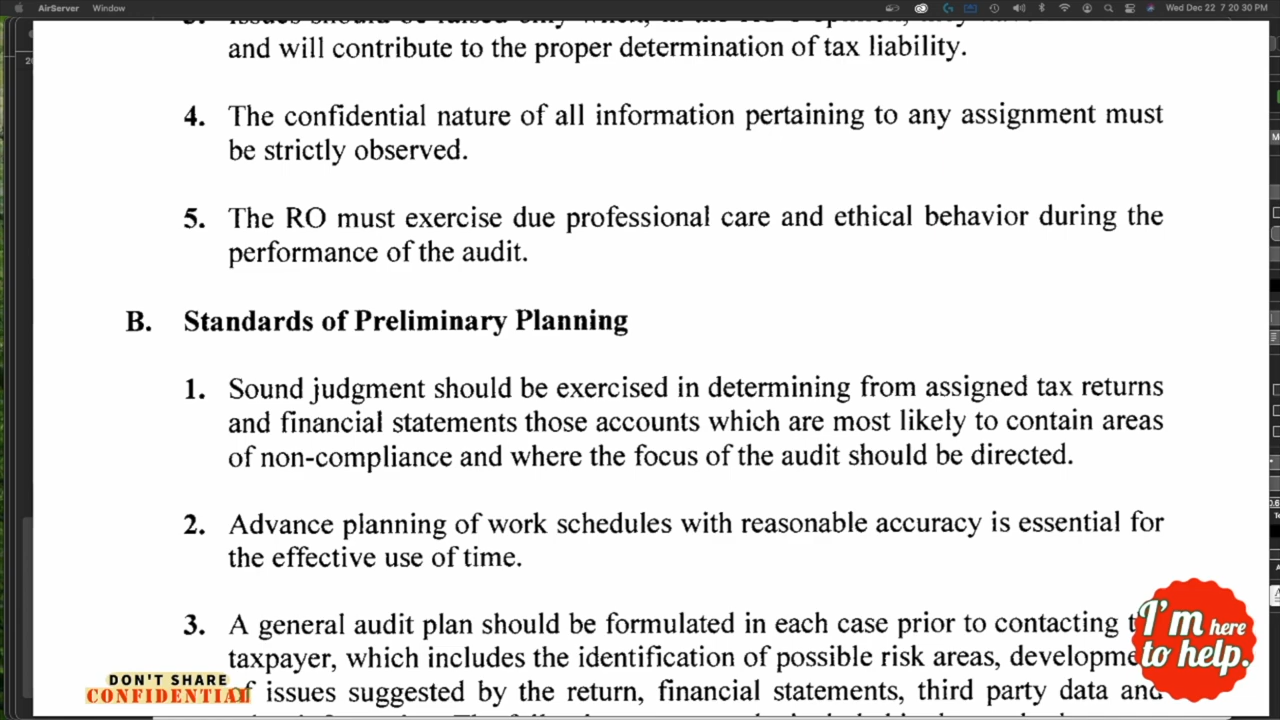 AirServer Window Wed Dec 22 7 20 30 PM
and will contribute to the proper determination of tax liability.
4. The confidential nature of all information pertaining to any assignment must
be strictly observed.
5. The RO must exercise due professional care and ethical behavior during the
performance of the audit.
B. Standards of Preliminary Planning
1. Sound judgment should be exercised in determining from assigned tax returns
and financial statements those accounts which are most likely to contain areas
of non-compliance and where the focus of the audit should be directed.
2. Advance planning of work schedules with reasonable accuracy is essential for
the effective use of time.
3. A general audit plan should be formulated in each case prior to contacting
taxpayer, which includes the identification of possible risk areas,
issues suggested by the return, financial statements, third party data and
DON'T SHARE
CONFIDENTIAL
I'm here
to help.